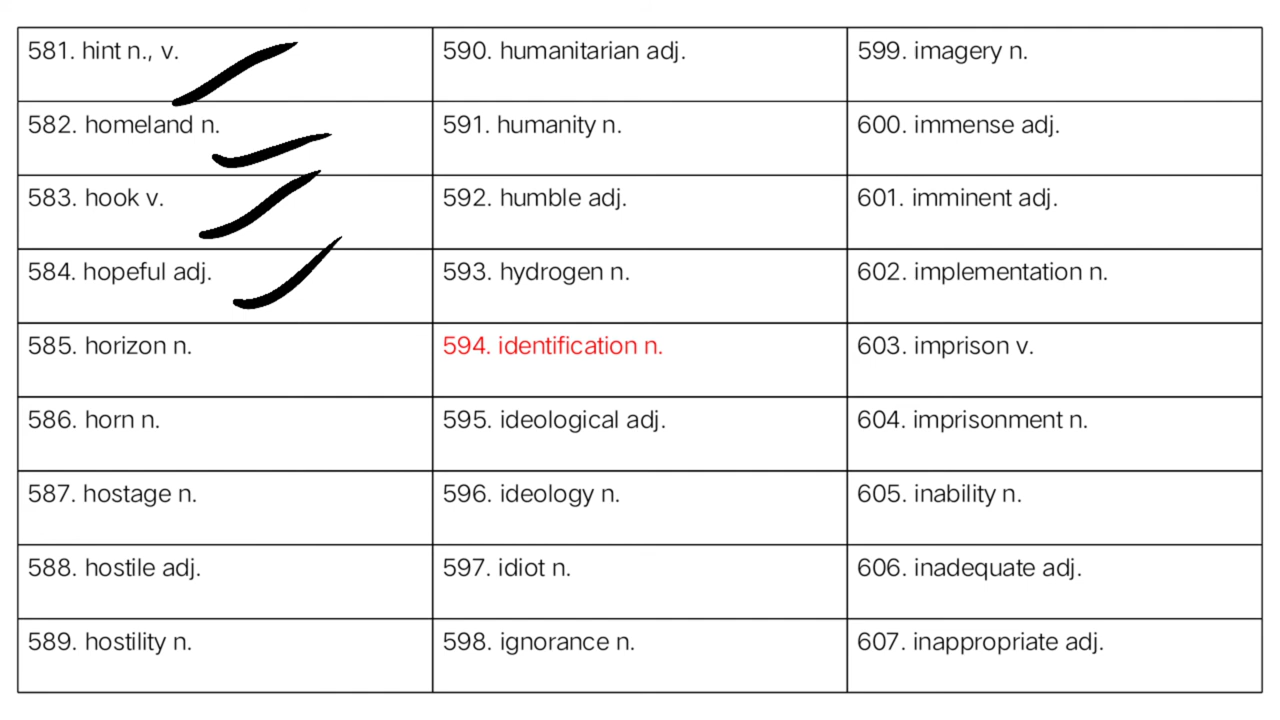 581. hint n., v.
590. humanitarian adj.
599. imagery n.
582. homeland n.
591. humanity n.
600. immense adj.
583. hook v.
592. humble adj.
601. imminent adj.
584. hopeful adj.
593. hydrogen n.
602. implementation n.
585. horizon n.
594. identification n.
603. imprison v.
586. horn n.
595. ideological adj.
604. imprisonment n.
587. hostage n.
596. ideology n.
605. inability n.
588. hostile adj.
597. idiot n.
606. inadequate adj.
589. hostility n.
598. ignorance n.
607. inappropriate adj.